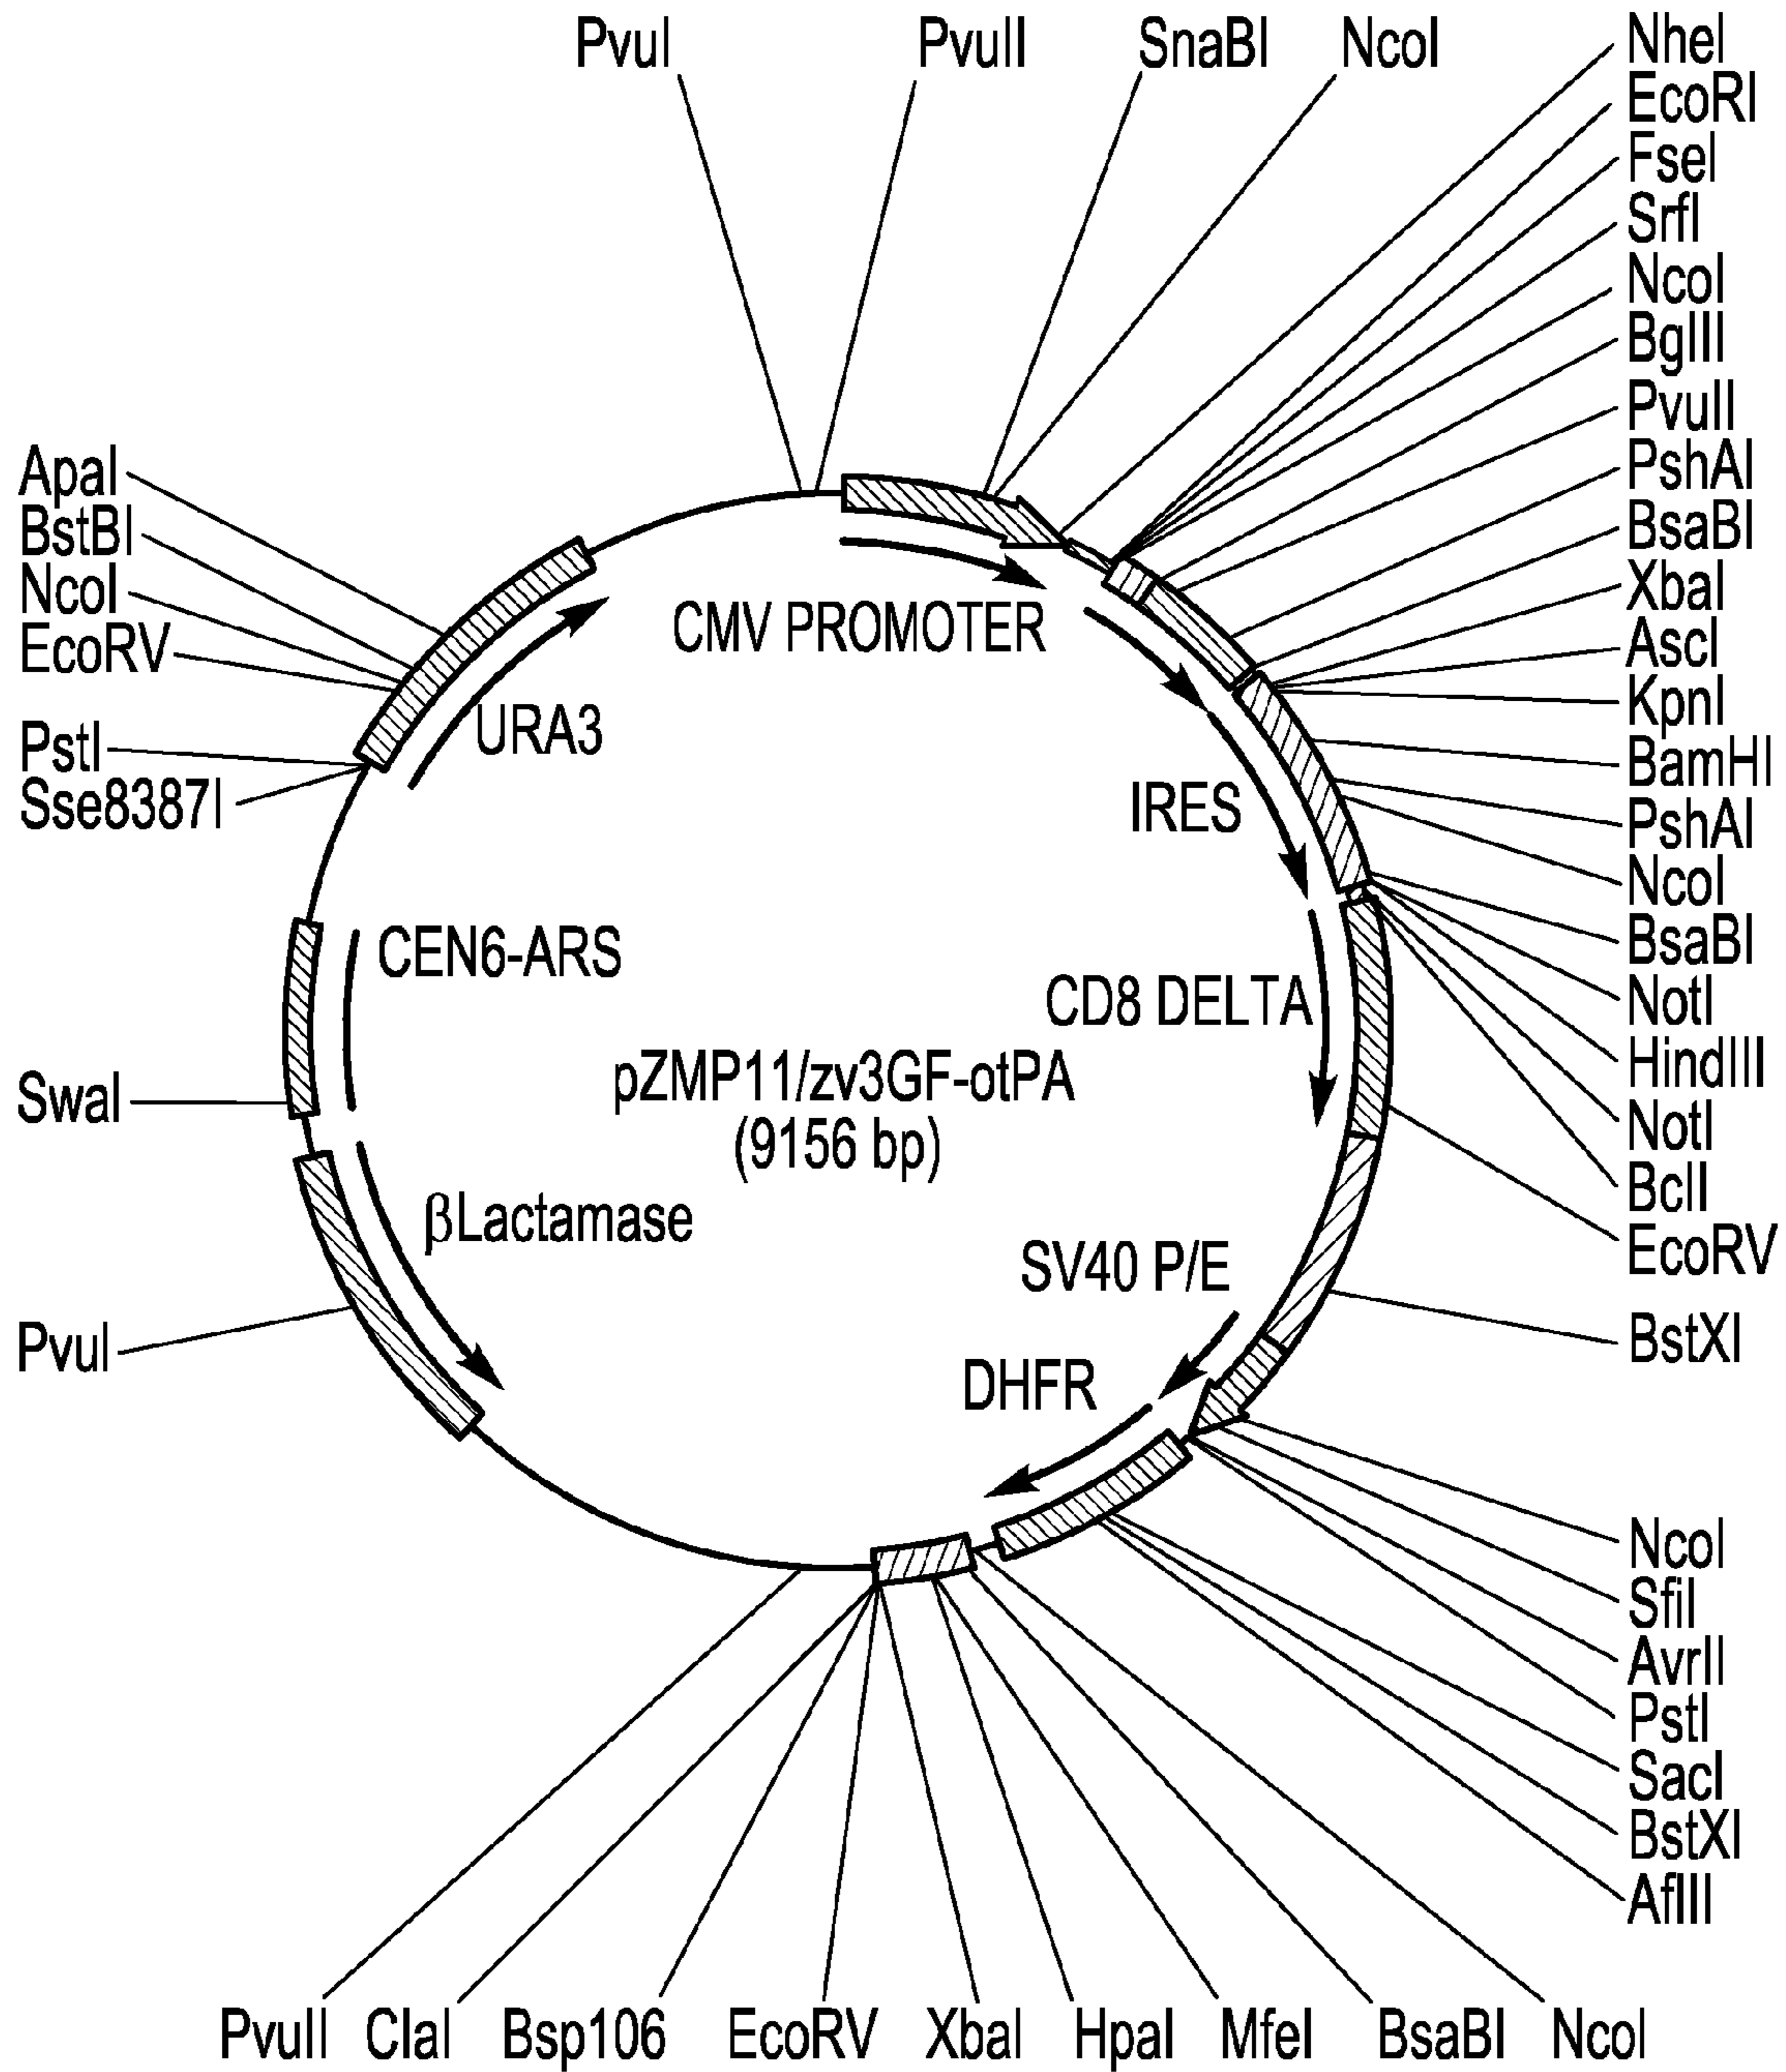 PvuI
PvuII
SnaBI
NcoI
NheI
EcoRI
FseI
SrfI
NcoI
BglII
PvuII
PshAI
BsaBI
XbaI
AscI
KpnI
BamHI
PshAI
NcoI
BsaBI
NotI
HindIII
NotI
BclI
EcoRV
BstXI
NcoI
SfiI
AvrII
PstI
SacI
BstXI
AflII
NcoI
BsaBI
MfeI
HpaI
XbaI
EcoRV
Bsp106
ClaI
PvuII
PvuI
SwaI
Sse8387I
PstI
EcoRV
NcoI
BstBI
ApaI
CMV PROMOTER
IRES
CD8 DELTA
SV40 P/E
DHFR
βLactamase
CEN6-ARS
URA3
pZMP11/zv3GF-otPA
(9156 bp)